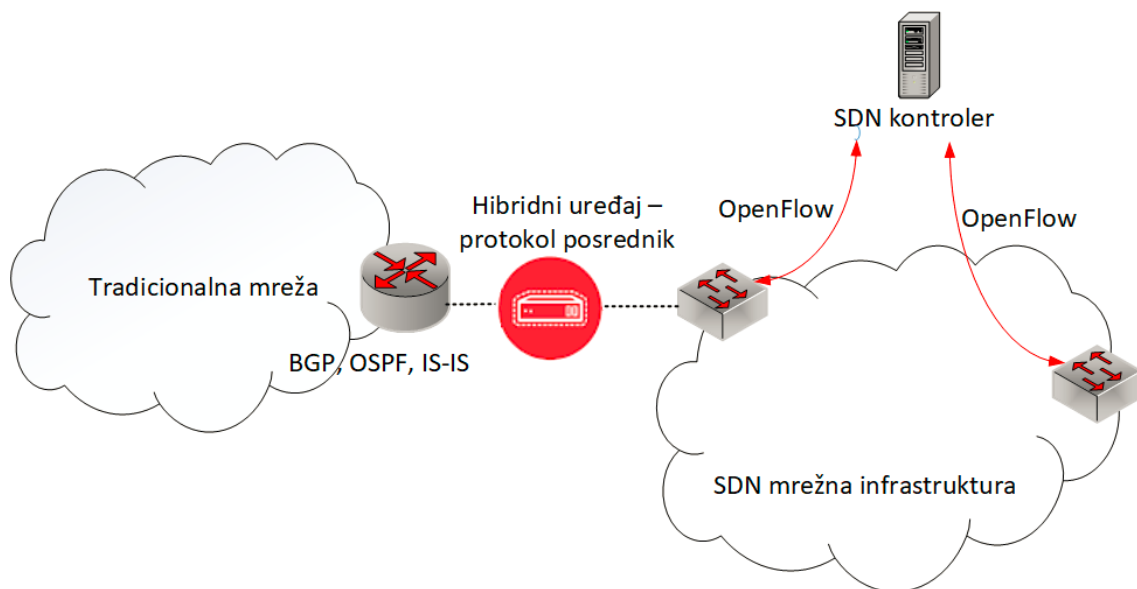 SDN kontroler
Hibridni uređaj –
protokol posrednik
OpenFlow
OpenFlow
Tradicionalna mreža
BGP, OSPF, IS-IS
SDN mrežna infrastruktura